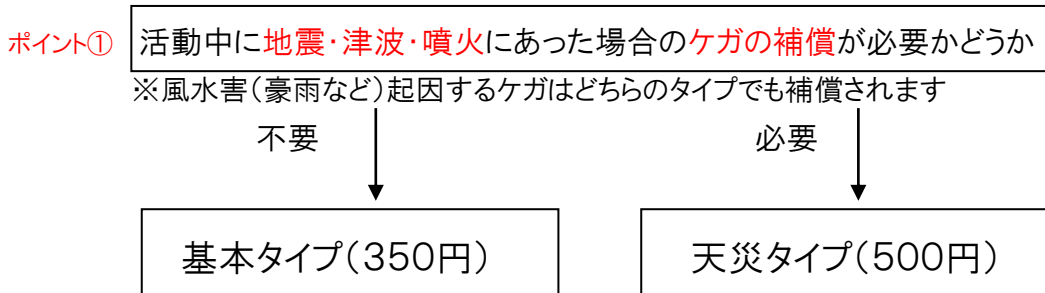 ポイント① 活動中に地震・津波・噴火にあった場合のケガの補償が必要かどうか
※風水害(豪雨など)起因するケガはどちらのタイプでも補償されます
不要 必要
基本タイプ(350円) 天災タイプ(500円)